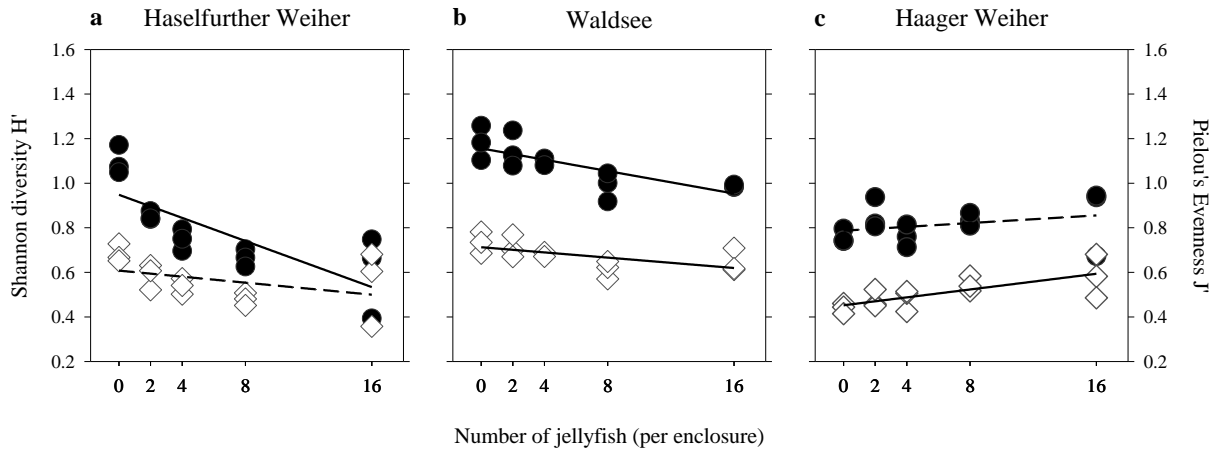 a Haselfurther Weiher
b Waldsee
c Haager Weiher
Shannon diversity H'
1.6
1.4
1.2
1.0
0.8
0.6
0.4
0.2
0 2 4 8 16
0 2 4 8 16
0 2 4 8 16
1.6
1.4
1.2
1.0
0.8
0.6
0.4
0.2
Pielou's Evenness J'
Number of jellyfish (per enclosure)